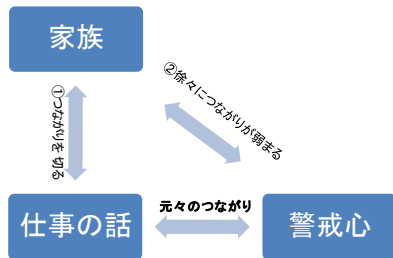 家族
①つながりを切る
②徐々につながりが弱まる
元々のつながり
仕事の話
警戒心